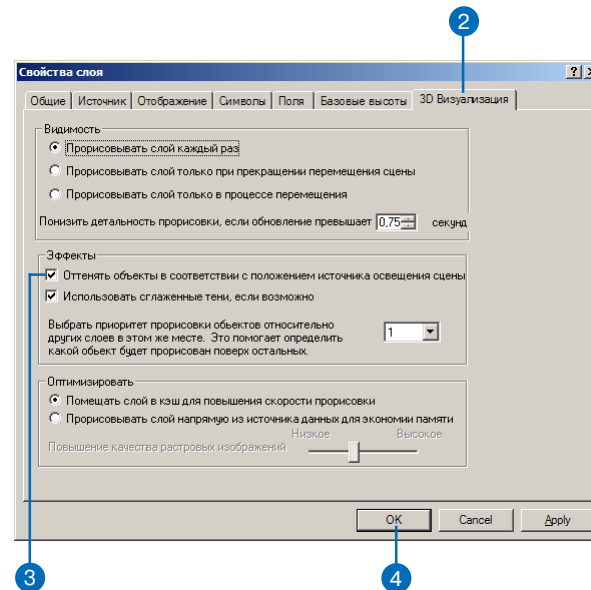 2
Свойства слоя
Общие Источник Отображение Символы Поля Базовые высоты 3D Визуализация
Видимость
Прорисовывать слой каждый раз
Прорисовывать слой только при прекращении перемещения сцены
Прорисовывать слой только в процессе перемещения
Понизить детальность прорисовки, если обновление превышает 0,75 секунд
Эффекты
Оттенять объекты в соответствии с положением источника освещения сцены
Использовать сглаженные тени, если возможно
Выбрать приоритет прорисовки объектов относительно
других слоев в этом же месте. Это помогает определить
какой объект будет прорисован поверх остальных.
1
Оптимизировать
Помещать слой в кэш для повышения скорости прорисовки
Прорисовывать слой напрямую из источника данных для экономии памяти
Низкое Высокое
Повышение качества растровых изображений
OK Cancel Apply
3 4